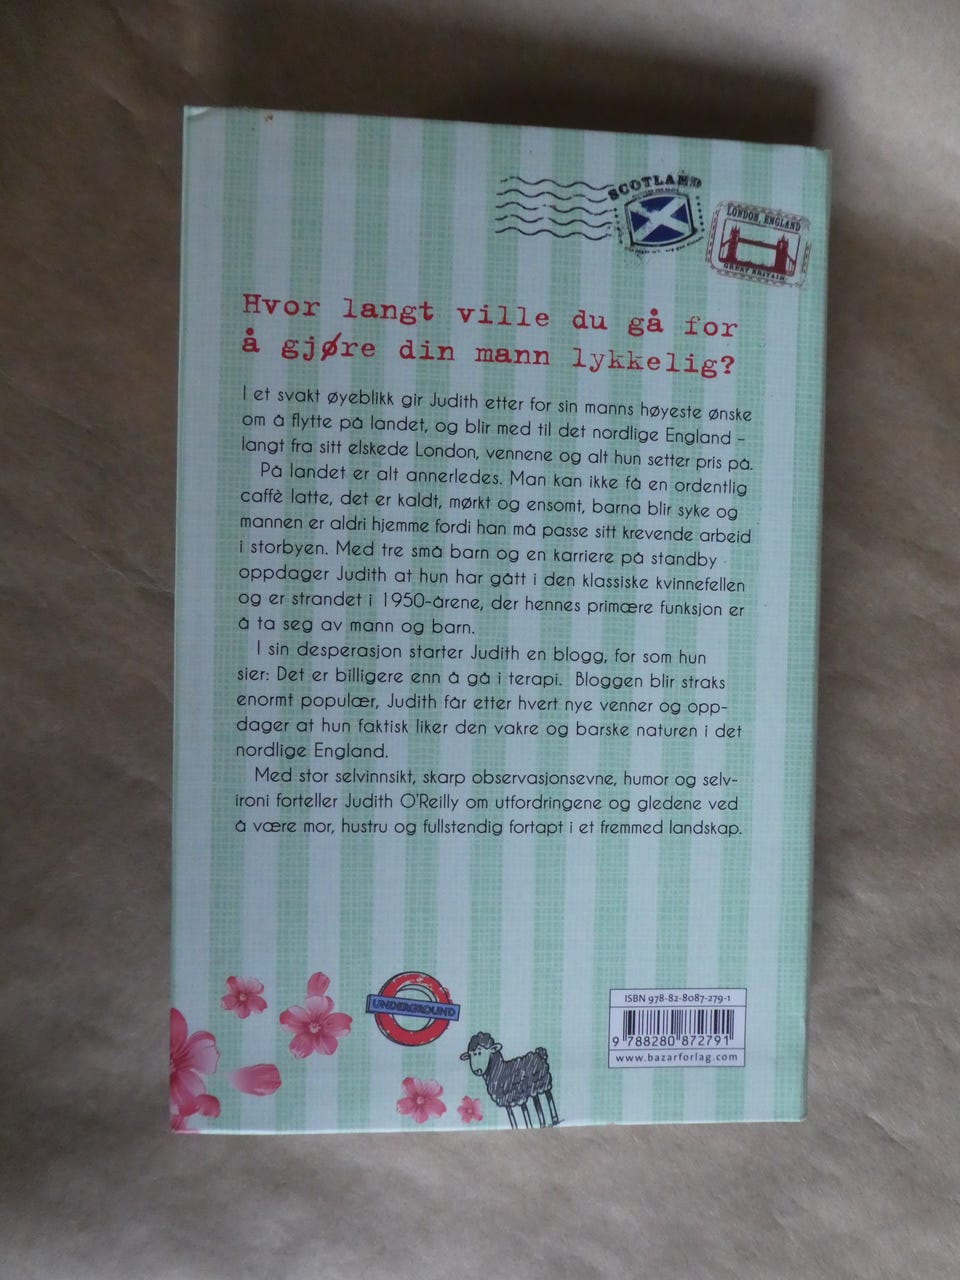 SCOTLAND
LONDON, ENGLAND
GREAT BRITAIN
Hvor langt ville du gå for
å gjøre din mann lykkelig?
I et svakt øyeblikk gir Judith etter for sin manns høyeste ønske
om å flytte på landet, og blir med til det nordlige England –
langt fra sitt elskede London, vennene og alt hun setter pris på.
På landet er alt annerledes. Man kan ikke få en ordentlig
caffè latte, det er kaldt, mørkt og ensomt, barna blir syke og
mannen er aldri hjemme fordi han må passe sitt krevende arbeid
i storbyen. Med tre små barn og en karriere på standby
oppdager Judith at hun har gått i den klassiske kvinnefellen
og er strandet i 1950-årene, der hennes primære funksjon er
å ta seg av mann og barn.
I sin desperasjon starter Judith en blogg, for som hun
sier: Det er billigere enn å gå i terapi. Bloggen blir straks
enormt populær, Judith får etter hvert nye venner og opp-
dager at hun faktisk liker den vakre og barske naturen i det
nordlige England.
Med stor selvinnsikt, skarp observasjonsevne, humor og selv-
ironi forteller Judith O'Reilly om utfordringene og gledene ved
å være mor, hustru og fullstendig fortapt i et fremmed landskap.
UNDERGROUND
ISBN 978-82-8087-279-1
9 788280 872791
www.bazarforlag.com